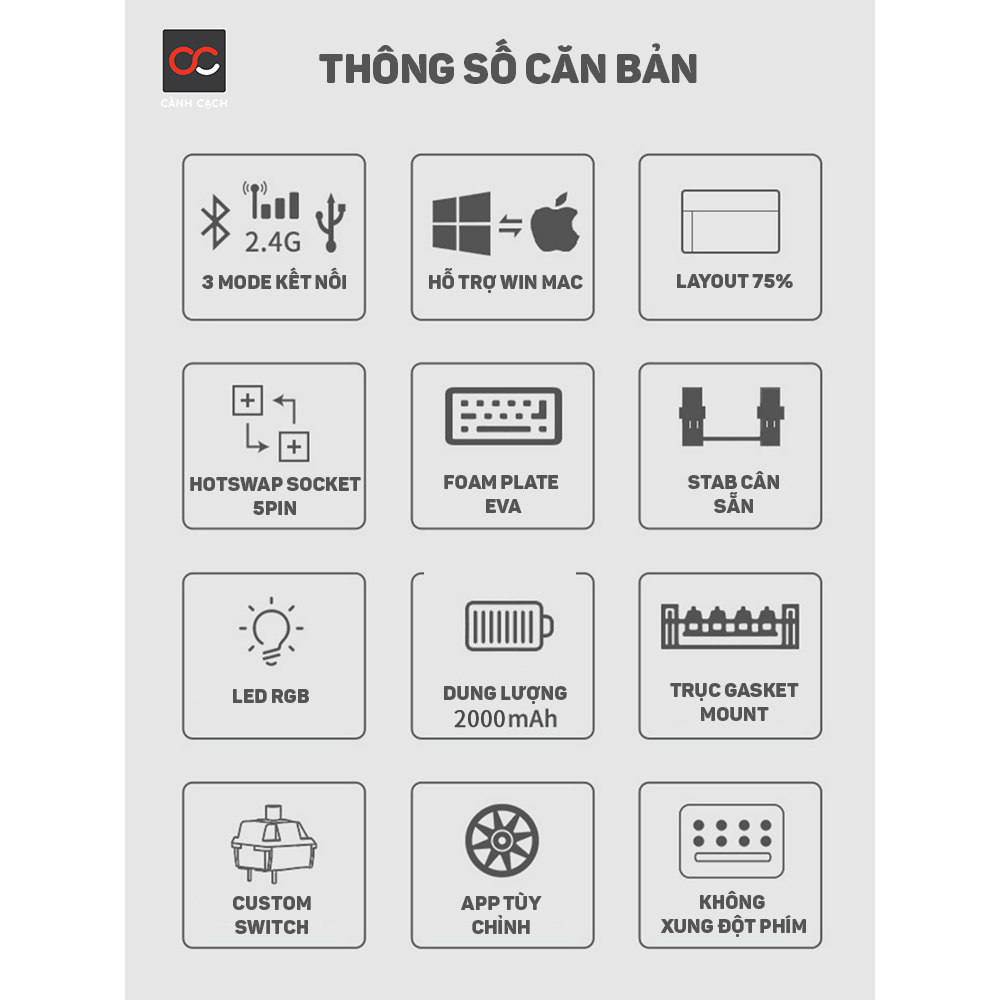 CÀNH CẠCH
THÔNG SỐ CĂN BẢN
2.4G
3 MODE KẾT NỐI
HỖ TRỢ WIN MAC
LAYOUT 75%
HOTSWAP SOCKET
5PIN
FOAM PLATE
EVA
STAB CÂN
SẴN
LED RGB
DUNG LƯỢNG
2000mAh
TRỤC GASKET
MOUNT
CUSTOM
SWITCH
APP TÙY
CHỈNH
KHÔNG
XUNG ĐỘT PHÍM